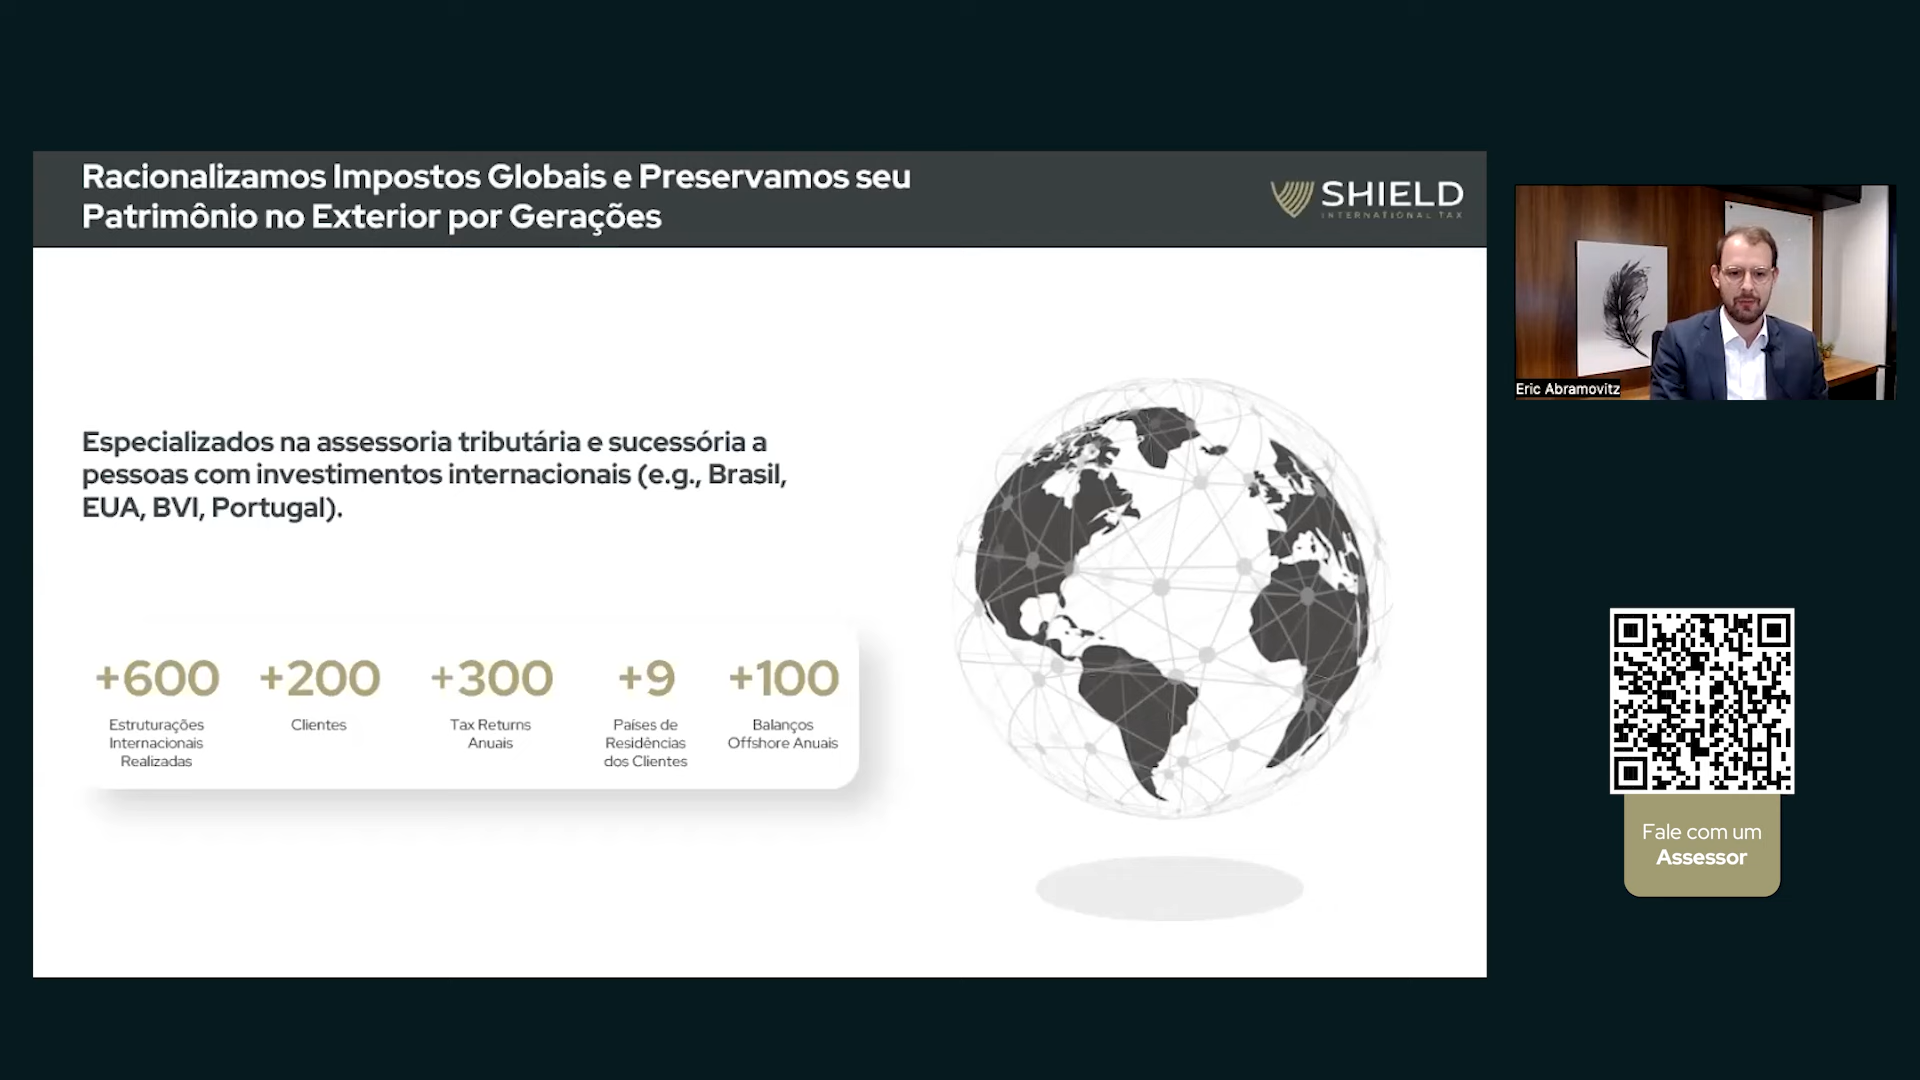 Racionalizamos Impostos Globais e Preservamos seu
Patrimônio no Exterior por Gerações
SHIELD
INTERNATIONAL TAX
Especializados na assessoria tributária e sucessória a
pessoas com investimentos internacionais (e.g., Brasil,
EUA, BVI, Portugal).
+600
Estruturações
Internacionais
Realizadas
+200
Clientes
+300
Tax Returns
Anuais
+9
Países de
Residências
dos Clientes
+100
Balanços
Offshore Anuais
Eric Abramovitz
Fale com um
Assessor